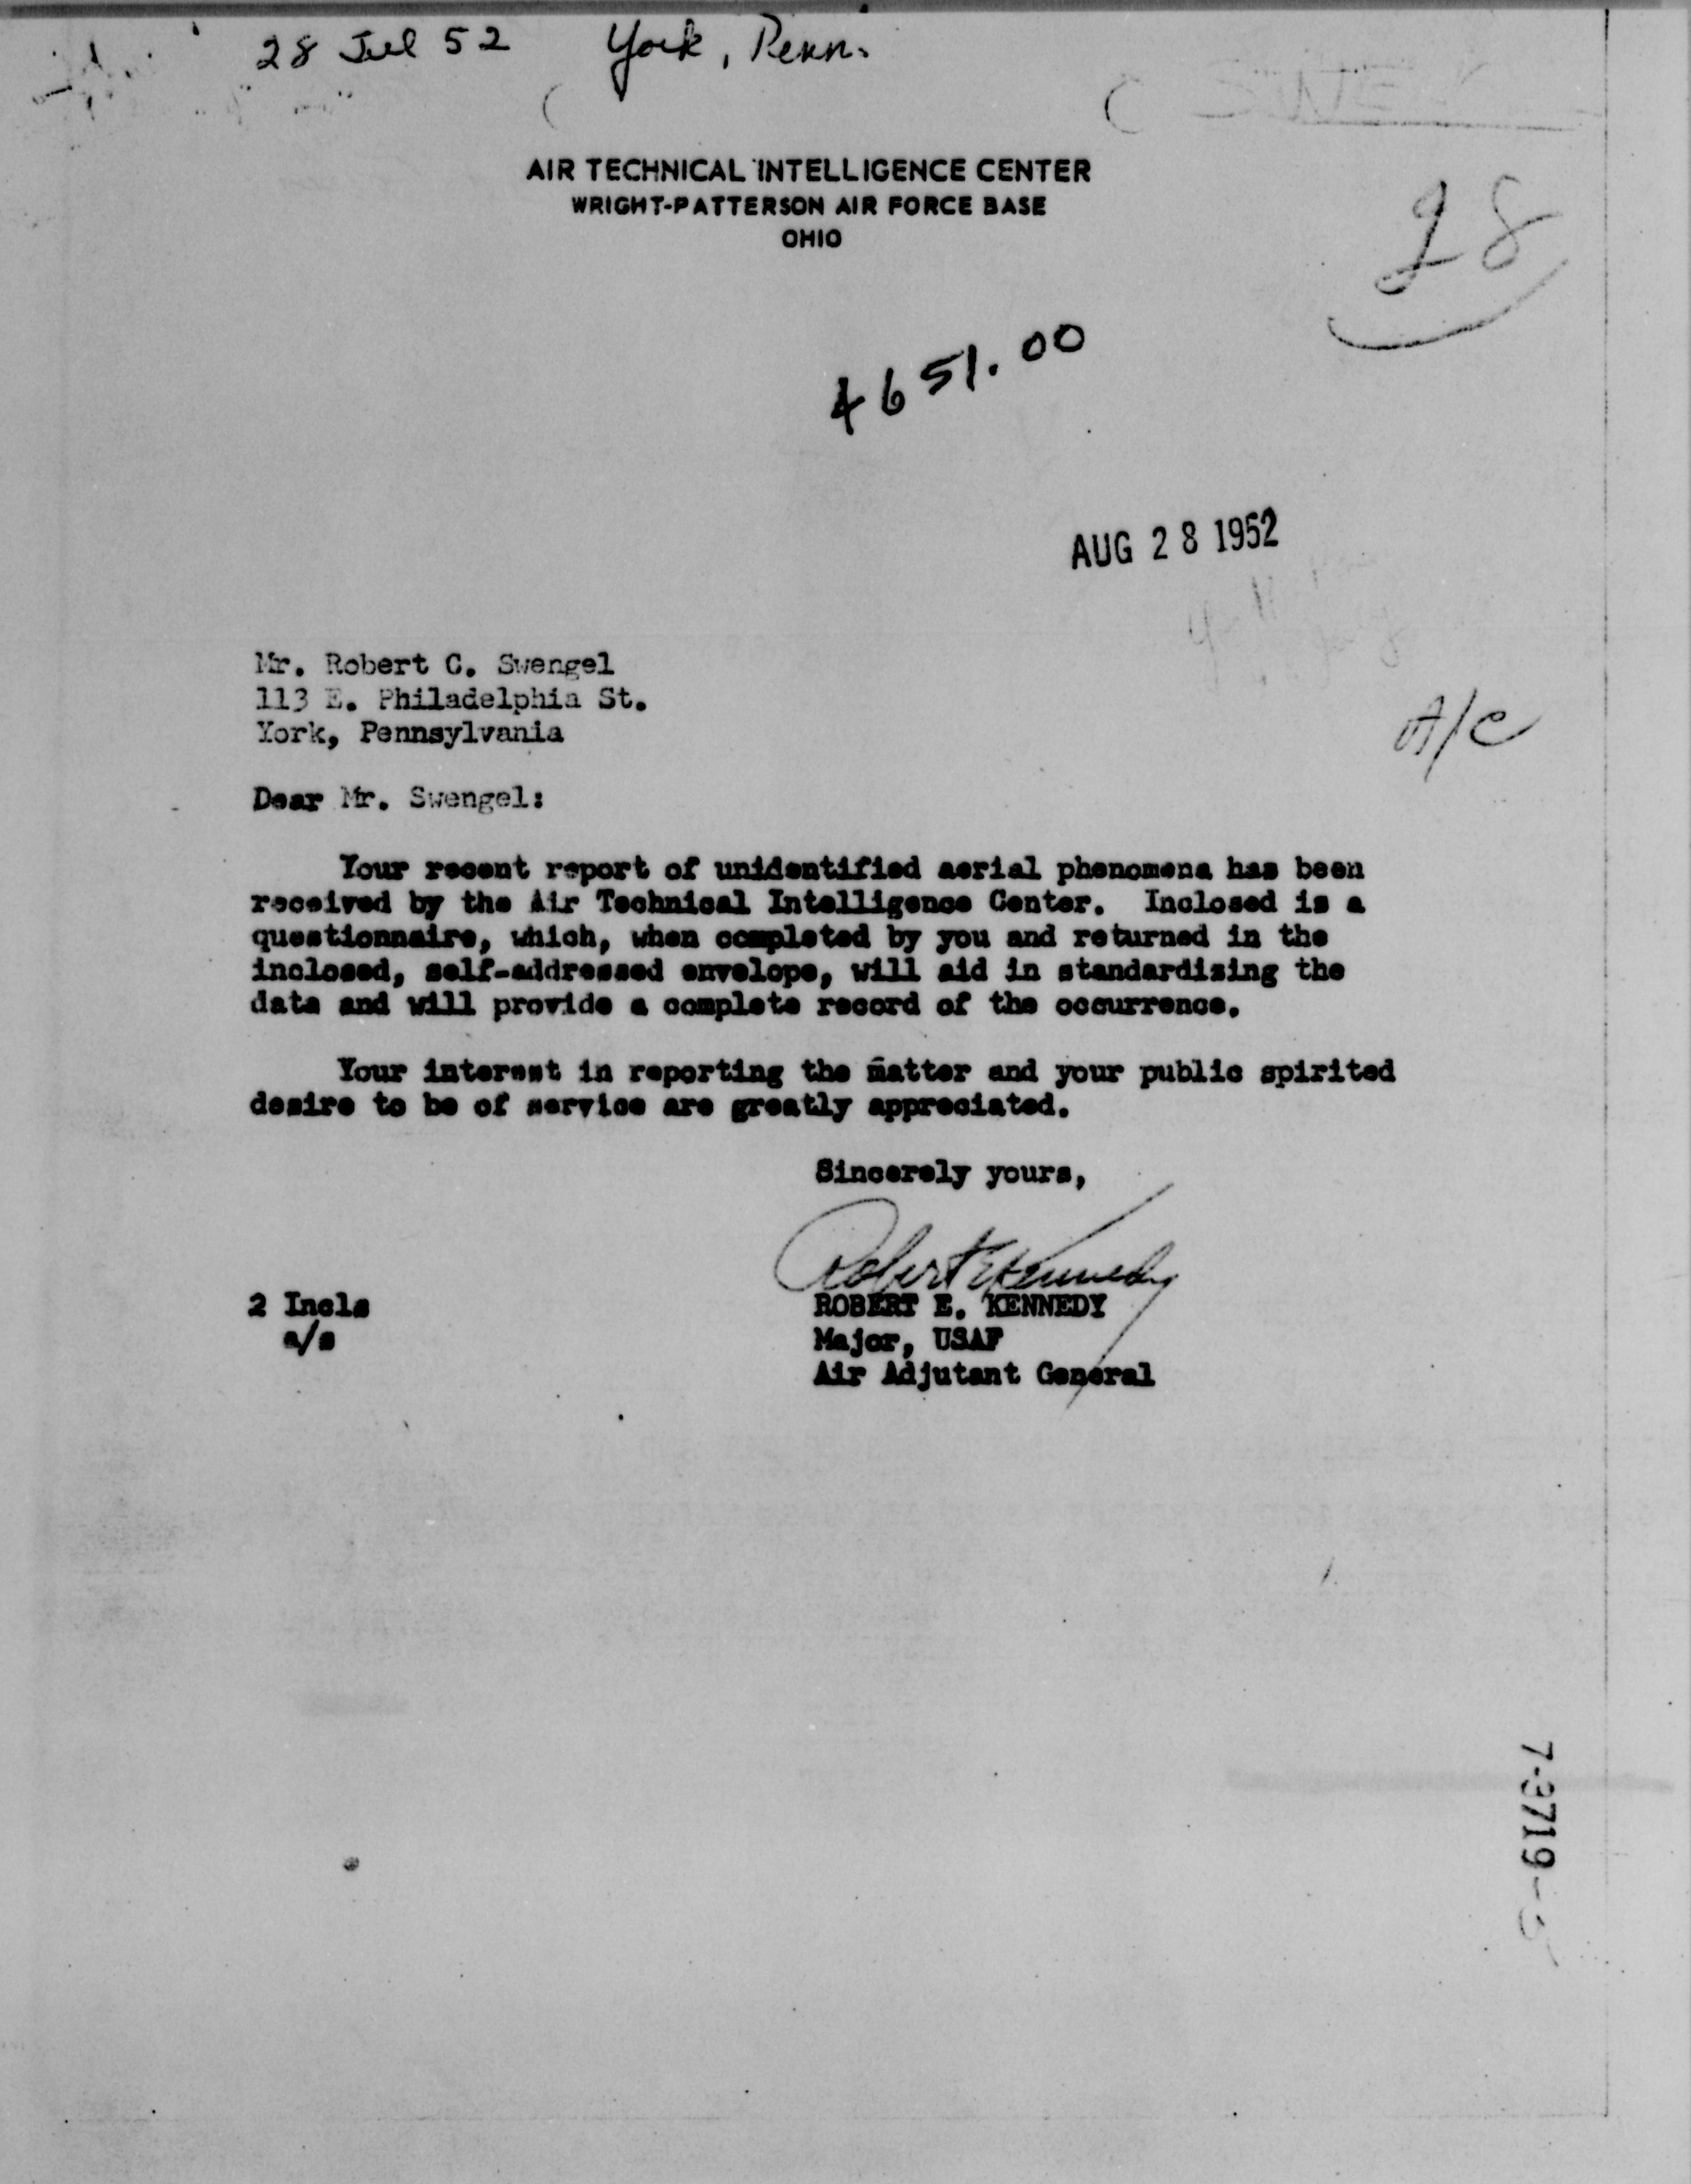 28 Jul 52 York, Penn.
AIR TECHNICAL INTELLIGENCE CENTER
WRIGHT-PATTERSON AIR FORCE BASE
OHIO
28
4651.00
AUG 28 1952
Mr. Robert C. Swengel
113 E. Philadelphia St.
York, Pennsylvania
A/C
Dear Mr. Swengel:
Your recent report of unidentified aerial phenomena has been
received by the Air Technical Intelligence Center. Inclosed is a
questionnaire, which, when completed by you and returned in the
inclosed, self-addressed envelope, will aid in standardizing the
data and will provide a complete record of the occurrence.
Your interest in reporting the matter and your public spirited
desire to be of service are greatly appreciated.
Sincerely yours,
Robert E Kennedy
2 Incls
a/s
ROBERT E. KENNEDY
Major, USAF
Air Adjutant General
7-3719-